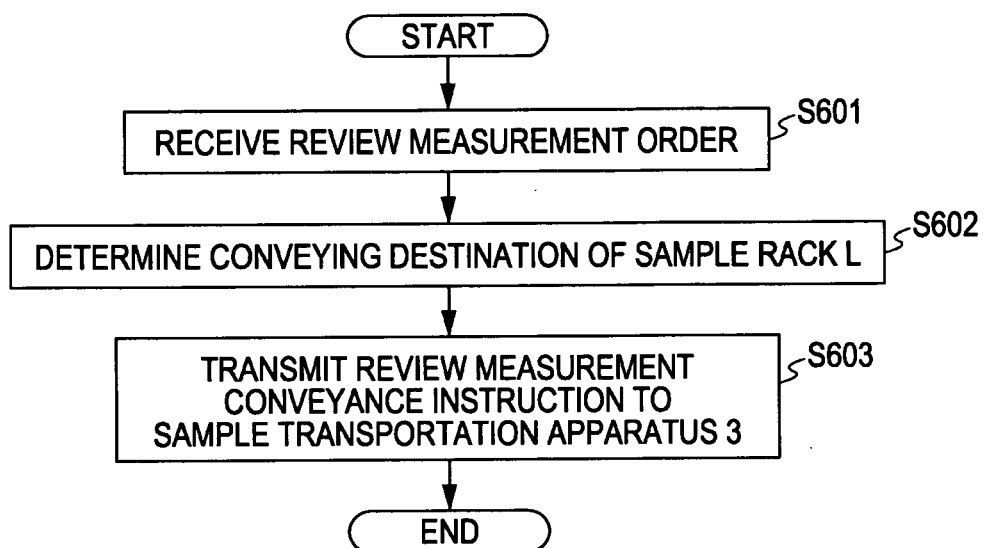 START
RECEIVE REVIEW MEASUREMENT ORDER
S601
DETERMINE CONVEYING DESTINATION OF SAMPLE RACK L
S602
TRANSMIT REVIEW MEASUREMENT
CONVEYANCE INSTRUCTION TO
SAMPLE TRANSPORTATION APPARATUS 3
S603
END